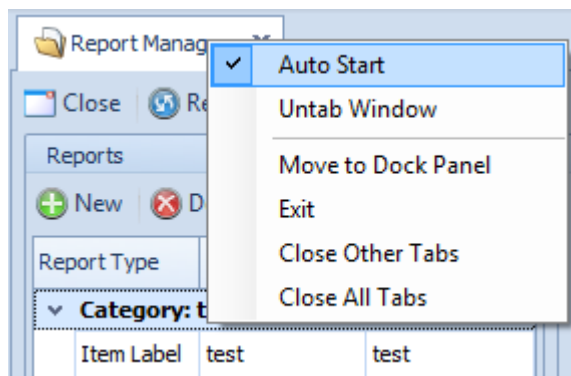 Report Manag
Auto Start
Close
Untab Window
Reports
Move to Dock Panel
New
Exit
Report Type
Close Other Tabs
Category:
Close All Tabs
Item Label test test